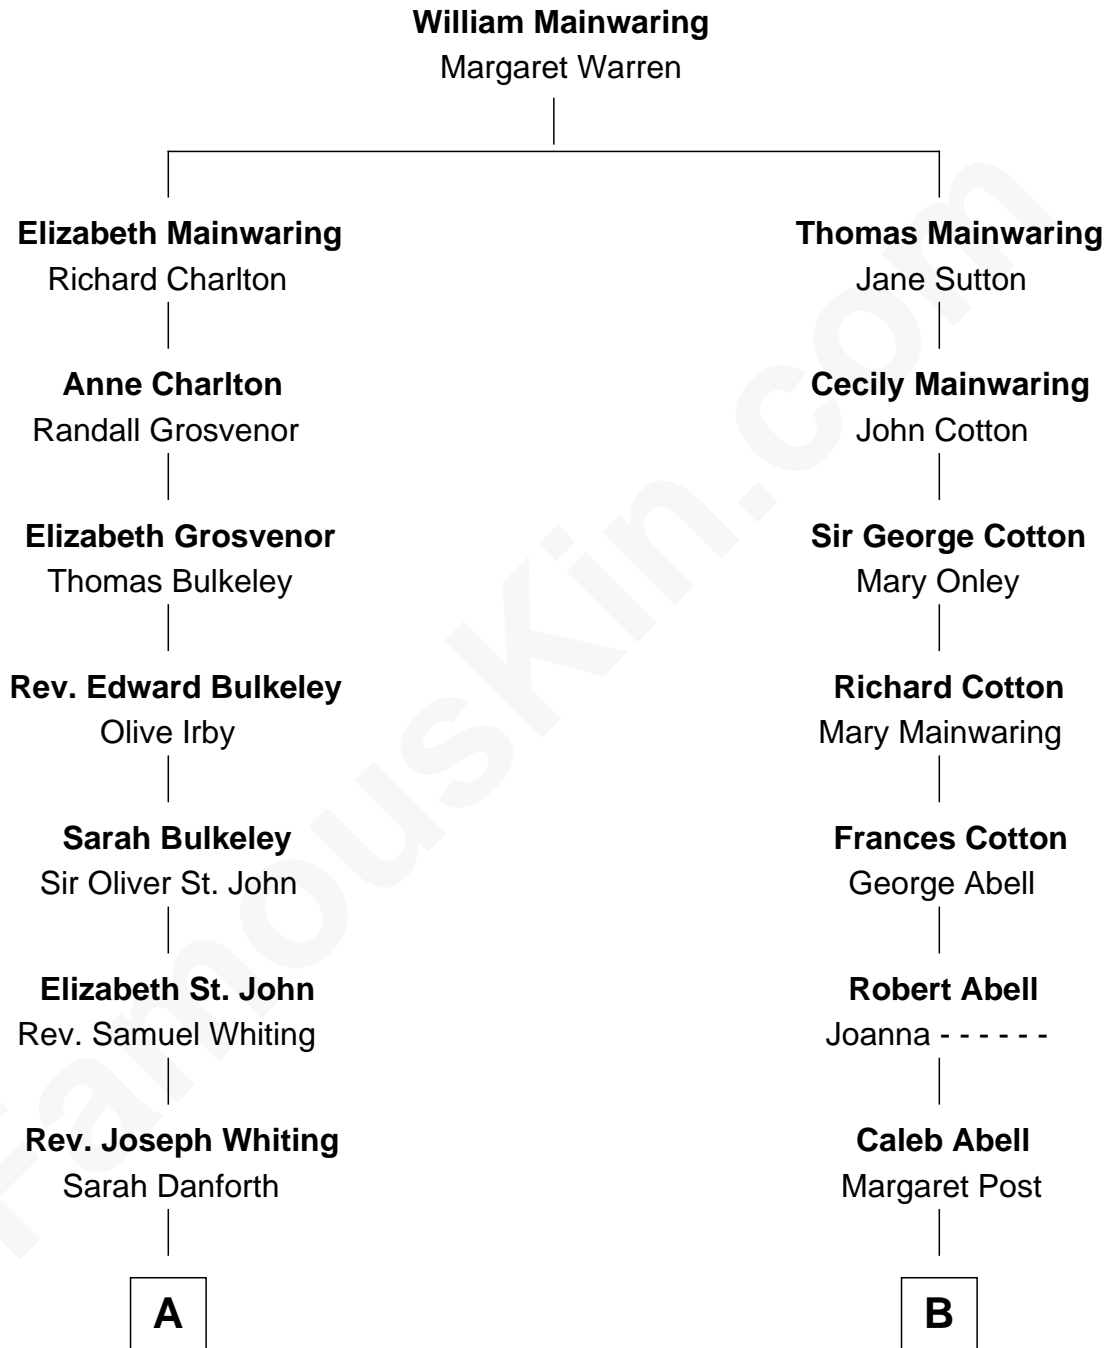 William Mainwaring
Margaret Warren
Elizabeth Mainwaring
Richard Charlton
Thomas Mainwaring
Jane Sutton
Anne Charlton
Randall Grosvenor
Cecily Mainwaring
John Cotton
Elizabeth Grosvenor
Thomas Bulkeley
Sir George Cotton
Mary Onley
Rev. Edward Bulkeley
Olive Irby
Richard Cotton
Mary Mainwaring
Sarah Bulkeley
Sir Oliver St. John
Frances Cotton
George Abell
Elizabeth St. John
Rev. Samuel Whiting
Robert Abell
Joanna - - - - - -
Rev. Joseph Whiting
Sarah Danforth
Caleb Abell
Margaret Post
A
B
FamousKin.com